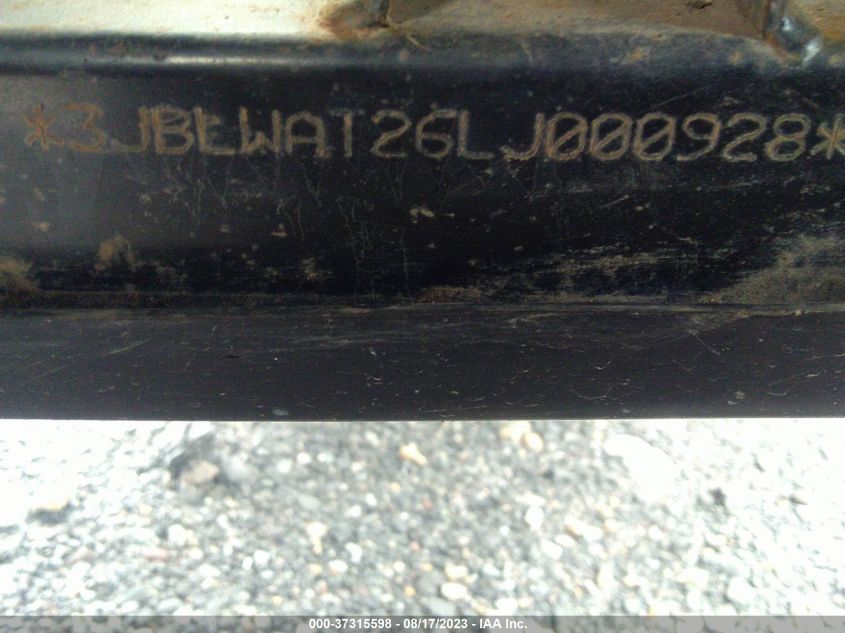 *3JBEWAT26LJ000928*
000-37315598 - 08/17/2023 - IAA Inc.